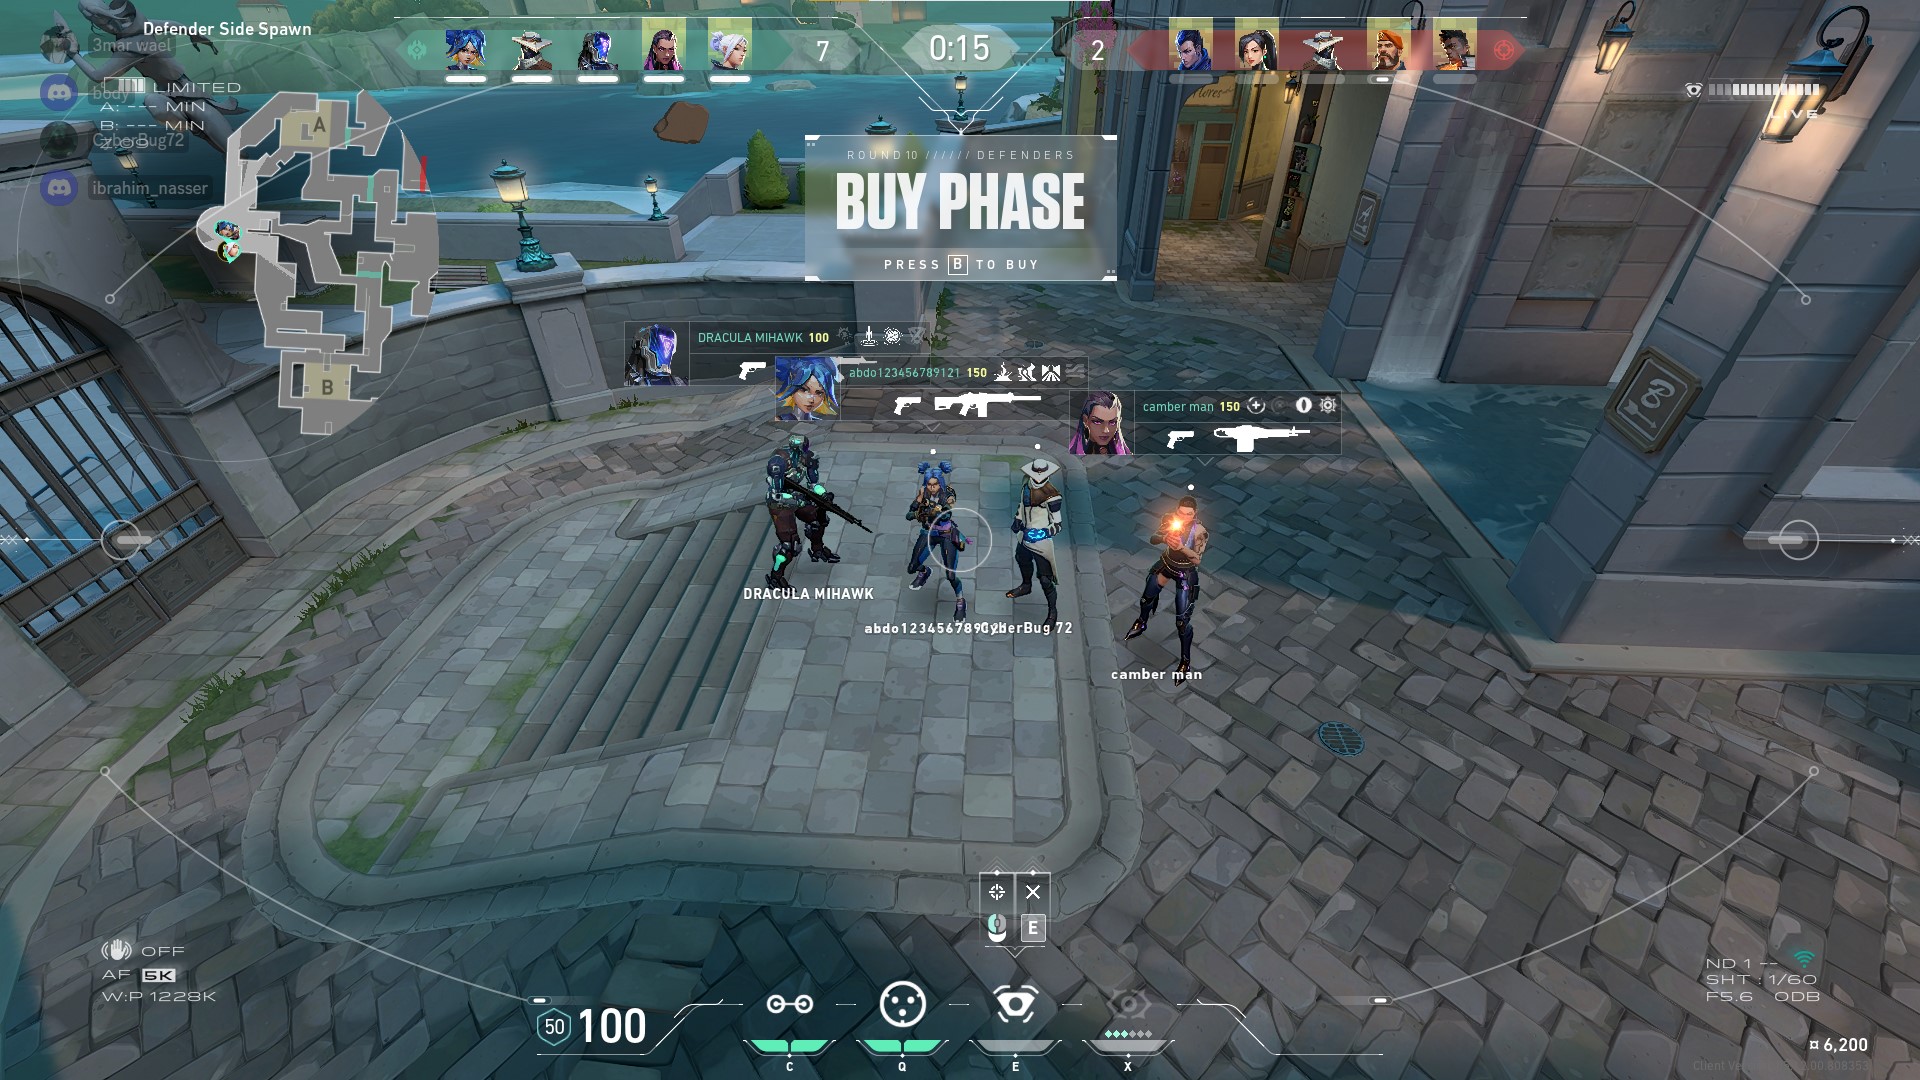 Defender Side Spawn
3mar wael
LIMITED
body
A: --- MIN
B: --- MIN
CyberBug72
ibrahim_nasser
A
B
7
0:15
2
LIVE
ROUND 10 ////// DEFENDERS
BUY PHASE
PRESS B TO BUY
DRACULA MIHAWK 100
abdo123456789121 150
camber man 150
DRACULA MIHAWK
CyberBug 72
camber man
E
OFF
AF 5K
W:P 1228K
ND 1 --
SHT : 1/60
F5.6 0DB
50 100
C
Q
E
X
6,200